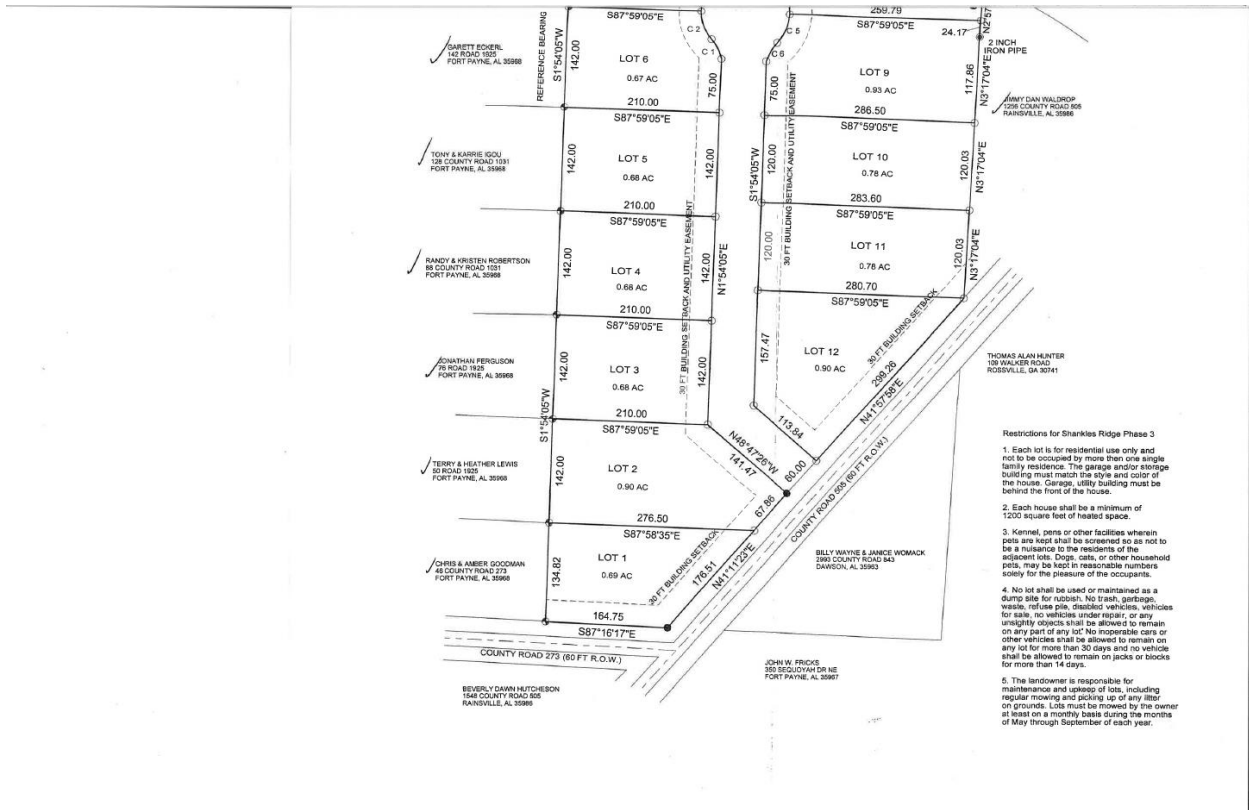 259.79
S87°59'05"E
S87°59'05"E
C 2
C 5
24.17
2 INCH
IRON PIPE
REFERENCE BEARING
S1°54'05"W
142.00
C 1
C 6
GARETT ECKERL
142 ROAD 1925
FORT PAYNE, AL 35968
LOT 6
0.67 AC
75.00
75.00
LOT 9
0.93 AC
117.86
N3°17'04"E
JIMMY DAN WALDROP
1256 COUNTY ROAD 805
RAINSVILLE, AL 35986
210.00
S87°59'05"E
286.50
S87°59'05"E
TONY & KARRIE IGOU
128 COUNTY ROAD 1031
FORT PAYNE, AL 35968
142.00
LOT 5
0.68 AC
142.00
S1°54'05"W
120.00
30 FT BUILDING SETBACK AND UTILITY EASEMENT
LOT 10
0.78 AC
120.03
N3°17'04"E
210.00
S87°59'05"E
283.60
S87°59'05"E
RANDY & KRISTEN ROBERTSON
88 COUNTY ROAD 1031
FORT PAYNE, AL 35968
142.00
LOT 4
0.68 AC
30 FT BUILDING SETBACK AND UTILITY EASEMENT
142.00
N1°54'05"E
120.00
LOT 11
0.78 AC
120.03
N3°17'04"E
210.00
S87°59'05"E
280.70
S87°59'05"E
JONATHAN FERGUSON
76 ROAD 1925
FORT PAYNE, AL 35968
142.00
LOT 3
0.68 AC
142.00
157.47
LOT 12
0.90 AC
30 FT BUILDING SETBACK
299.26
N41°57'58"E
THOMAS ALAN HUNTER
109 WALKER ROAD
ROSSVILLE, GA 30741
S1°54'05"W
210.00
S87°59'05"E
113.84
TERRY & HEATHER LEWIS
50 ROAD 1925
FORT PAYNE, AL 35968
142.00
LOT 2
0.90 AC
N48°47'26"W
141.47
60.00
COUNTY ROAD 505 (60 FT R.O.W.)
276.50
S87°58'35"E
67.86
CHRIS & AMBER GOODMAN
48 COUNTY ROAD 273
FORT PAYNE, AL 35968
134.82
LOT 1
0.69 AC
30 FT BUILDING SETBACK
176.51
N41°11'23"E
BILLY WAYNE & JANICE WOMACK
2993 COUNTY ROAD 843
DAWSON, AL 35963
164.75
S87°16'17"E
COUNTY ROAD 273 (60 FT R.O.W.)
BEVERLY DAWN HUTCHESON
1548 COUNTY ROAD 505
RAINSVILLE, AL 35986
JOHN W. FRICKS
350 SEQUOYAH DR NE
FORT PAYNE, AL 35967
Restrictions for Shankles Ridge Phase 3
1. Each lot is for residential use only and
not to be occupied by more then one single
family residence. The garage and/or storage
building must match the style and color of
the house. Garage, utility building must be
behind the front of the house.
2. Each house shall be a minimum of
1200 square feet of heated space.
3. Kennel, pens or other facilities wherein
pets are kept shall be screened so as not to
be a nuisance to the residents of the
adjacent lots. Dogs, cats, or other household
pets, may be kept in reasonable numbers
solely for the pleasure of the occupants.
4. No lot shall be used or maintained as a
dump site for rubbish. No trash, garbage,
waste, refuse pile, disabled vehicles, vehicles
for sale, no vehicles under repair, or any
unsightly objects shall be allowed to remain
on any part of any lot. No inoperable cars or
other vehicles shall be allowed to remain on
any lot for more than 30 days and no vehicle
shall be allowed to remain on jacks or blocks
for more than 14 days.
5. The landowner is responsible for
maintenance and upkeep of lots, including
regular mowing and picking up of any litter
on grounds. Lots must be mowed by the owner
at least on a monthly basis during the months
of May through September of each year.